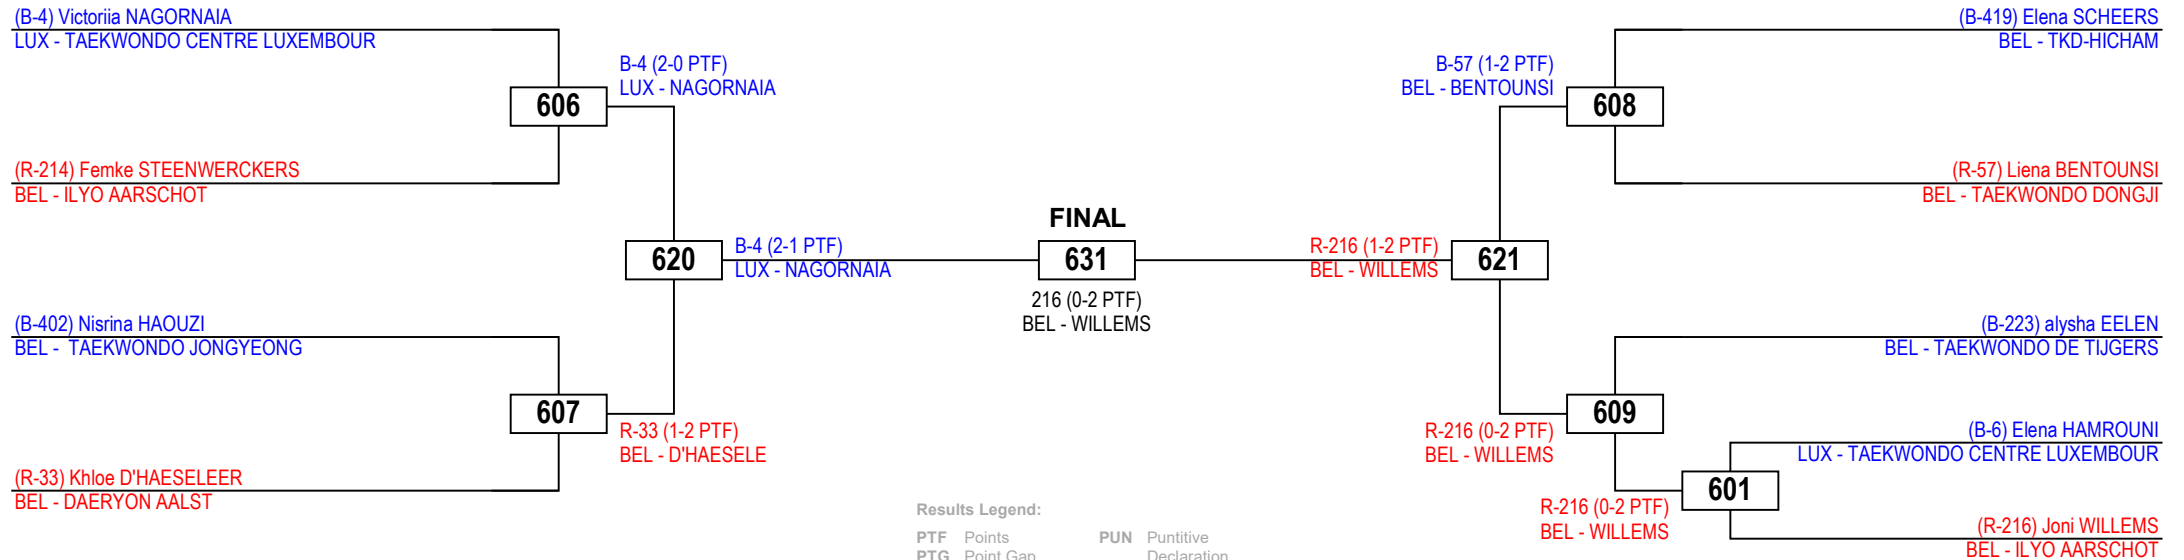 (B-4) Victoriia NAGORNAIA
LUX - TAEKWONDO CENTRE LUXEMBOUR
B-4 (2-0 PTF)
LUX - NAGORNAIA
606
(R-214) Femke STEENWERCKERS
BEL - ILYO AARSCHOT
620
B-4 (2-1 PTF)
LUX - NAGORNAIA
(B-402) Nisrina HAOUZI
BEL -  TAEKWONDO JONGYEONG
607
R-33 (1-2 PTF)
BEL - D'HAESELE
(R-33) Khloe D'HAESELEER
BEL - DAERYON AALST
FINAL
631
216 (0-2 PTF)
BEL - WILLEMS
(B-419) Elena SCHEERS
BEL - TKD-HICHAM
B-57 (1-2 PTF)
BEL - BENTOUNSI
608
(R-57) Liena BENTOUNSI
BEL - TAEKWONDO DONGJI
R-216 (1-2 PTF)
BEL - WILLEMS
621
(B-223) alysha EELEN
BEL - TAEKWONDO DE TIJGERS
609
R-216 (0-2 PTF)
BEL - WILLEMS
(B-6) Elena HAMROUNI
LUX - TAEKWONDO CENTRE LUXEMBOUR
601
R-216 (0-2 PTF)
BEL - WILLEMS
(R-216) Joni WILLEMS
BEL - ILYO AARSCHOT
Results Legend:
PTF Points PUN Puntitive
PTG Point Gap Declaration